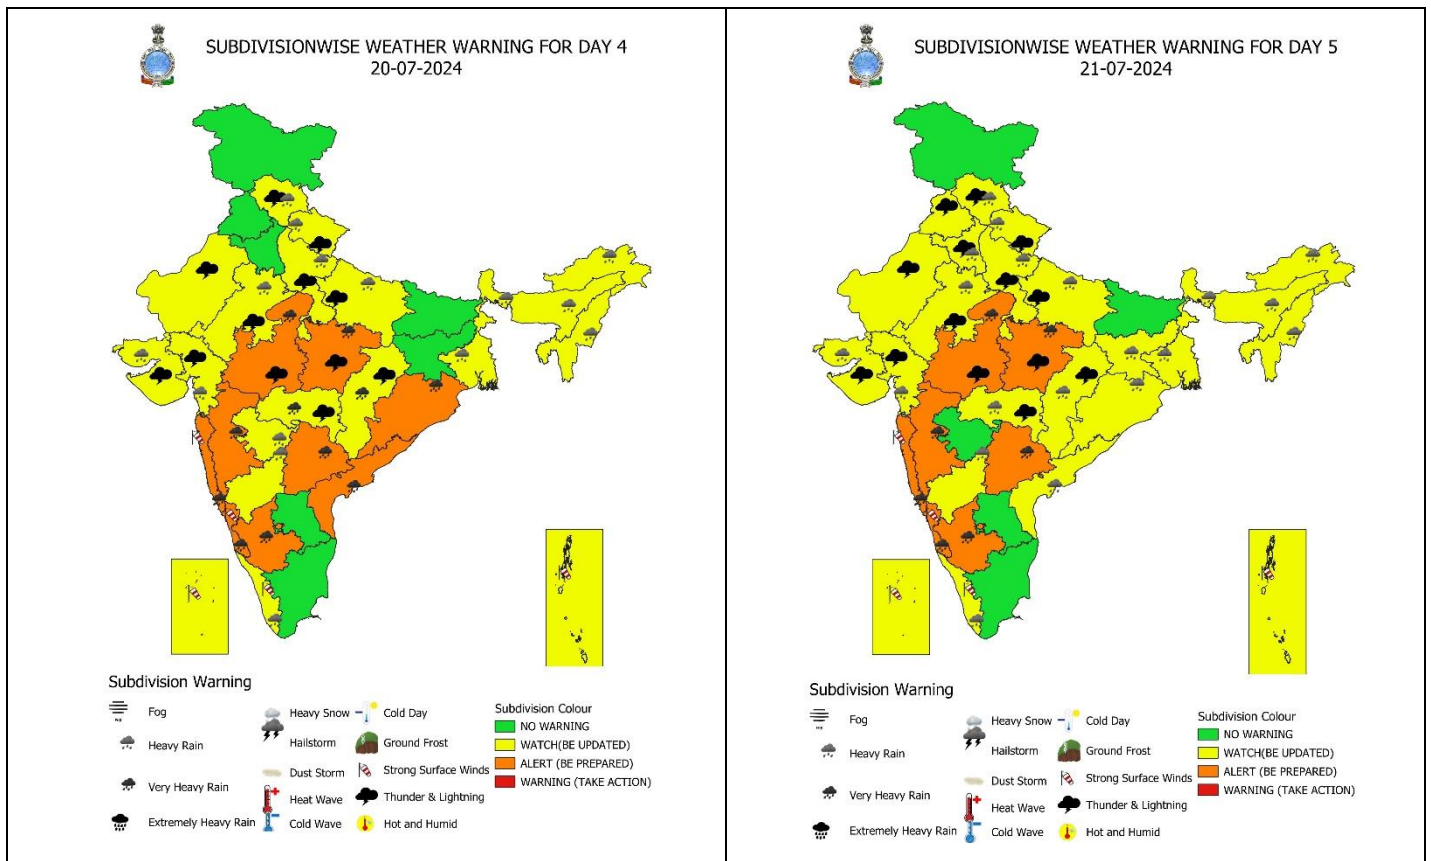 SUBDIVISIONWISE WEATHER WARNING FOR DAY 4
20-07-2024
Subdivision Warning
Fog
Heavy Rain
Very Heavy Rain
Extremely Heavy Rain
Heavy Snow
Hailstorm
Dust Storm
Heat Wave
Cold Wave
Cold Day
Ground Frost
Strong Surface Winds
Thunder & Lightning
Hot and Humid
Subdivision Colour
NO WARNING
WATCH(BE UPDATED)
ALERT (BE PREPARED)
WARNING (TAKE ACTION)
SUBDIVISIONWISE WEATHER WARNING FOR DAY 5
21-07-2024
Subdivision Warning
Fog
Heavy Rain
Very Heavy Rain
Extremely Heavy Rain
Heavy Snow
Hailstorm
Dust Storm
Heat Wave
Cold Wave
Cold Day
Ground Frost
Strong Surface Winds
Thunder & Lightning
Hot and Humid
Subdivision Colour
NO WARNING
WATCH(BE UPDATED)
ALERT (BE PREPARED)
WARNING (TAKE ACTION)